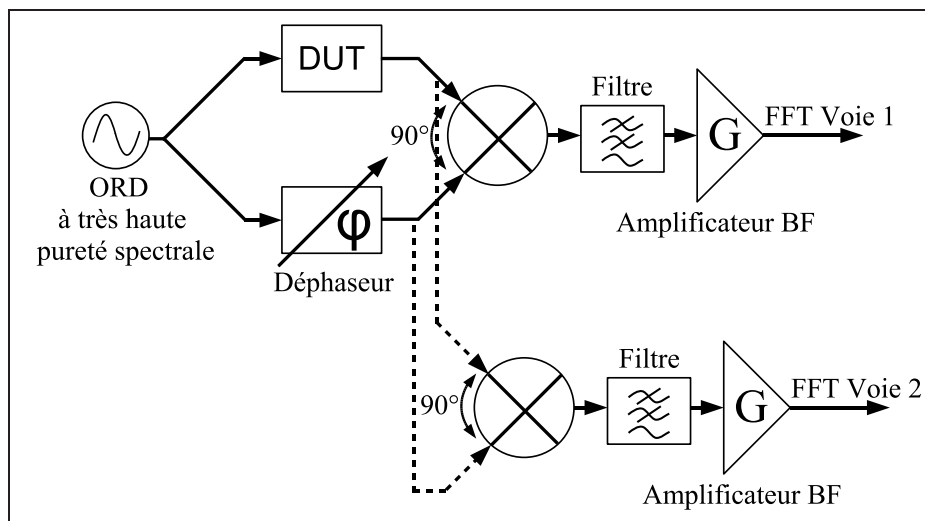 DUT
Filtre
FFT Voie 1
90°
G
ORD
à très haute
pureté spectrale
φ
Amplificateur BF
Déphaseur
Filtre
FFT Voie 2
90°
G
Amplificateur BF